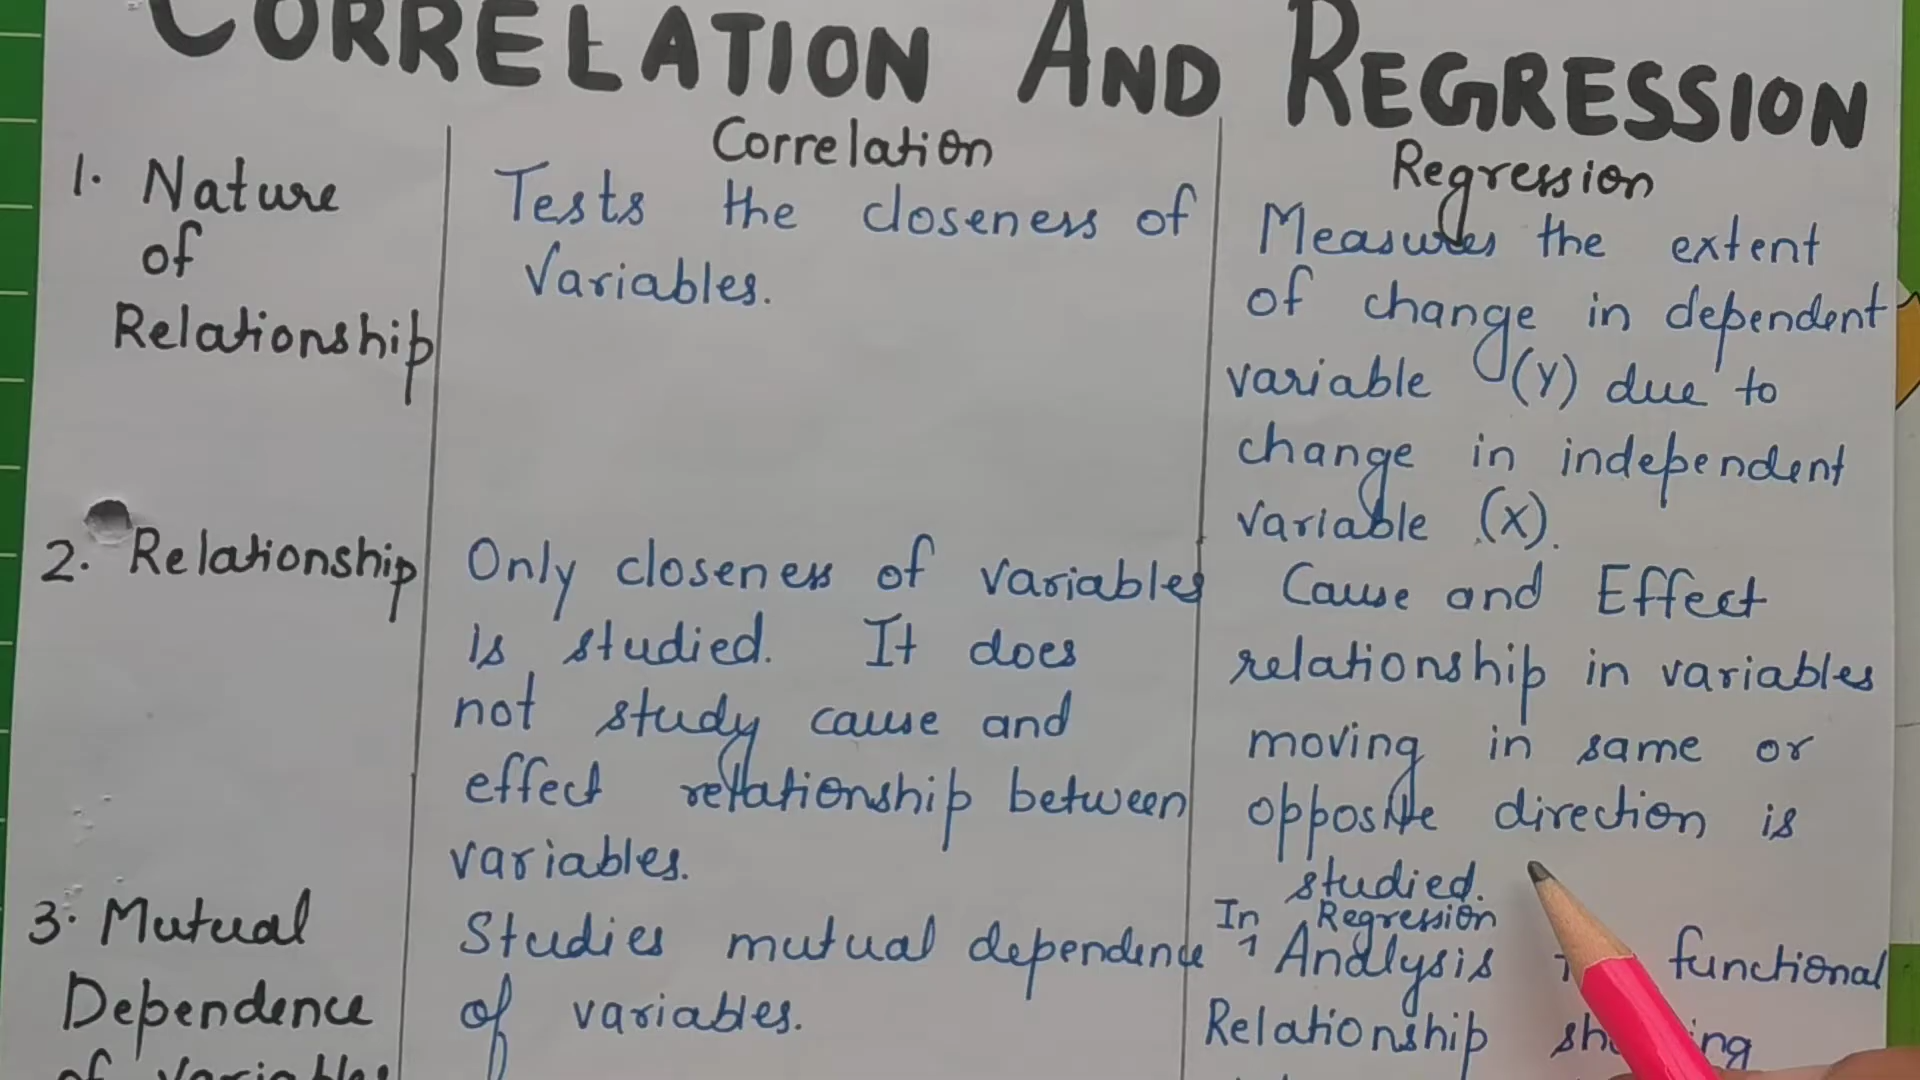 CORRELATION AND REGRESSION
Correlation
Regression
1. Nature
of
Relationship
Tests the closeness of
Variables.
Measures the extent
of change in dependent
variable (Y) due to
change in independent
variable (X).
2. Relationship
Only closeness of variables
is studied. It does
not study cause and
effect relationship between
variables.
Cause and Effect
relationship in variables
moving in same or
opposite direction is
studied.
3. Mutual
Dependence
of variables
Studies mutual dependence
of variables.
In Regression
Analysis functional
Relationship